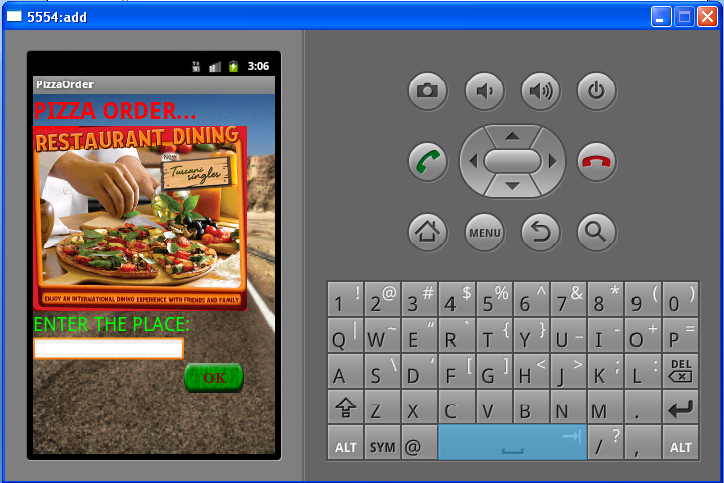 5554:add
3:06
PizzaOrder
PIZZA ORDER...
RESTAURANT DINING
New
Tuscani
singles
ENJOY AN INTERNATIONAL DINING EXPERIENCE WITH FRIENDS AND FAMILY
ENTER THE PLACE:
OK
MENU
1 ! 2 @ 3 # 4 $ 5 % 6 ^ 7 & 8 * 9 ( 0 )
Q | W ~ E “ R ` T { Y } U _ I - O + P =
A S \ D ‘ F [ G ] H < J > K ; L : DEL
Z X C V B N M .
ALT SYM @ / ? , ALT